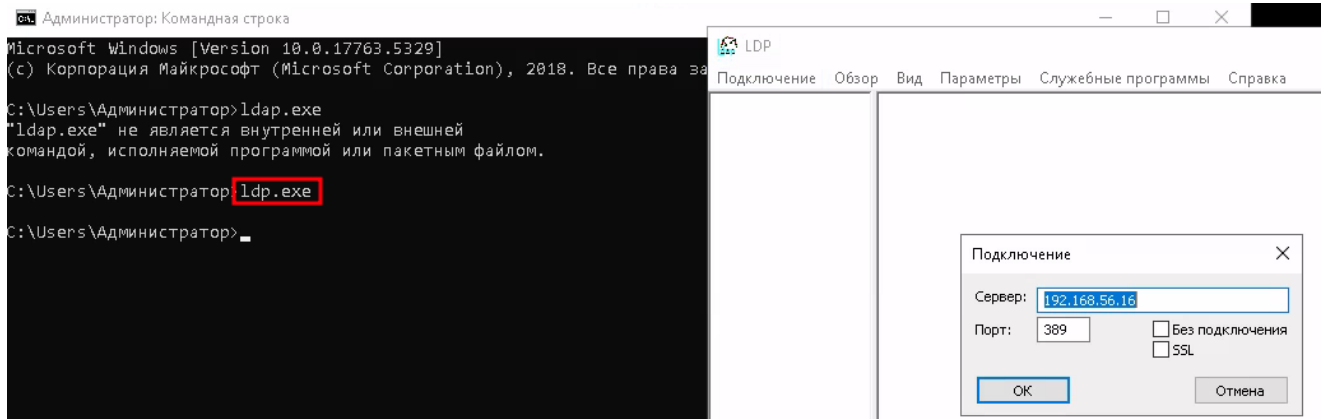 Администратор: Командная строка
Microsoft Windows [Version 10.0.17763.5329]
(c) Корпорация Майкрософт (Microsoft Corporation), 2018. Все права за
C:\Users\Администратор>ldap.exe
"ldap.exe" не является внутренней или внешней
командой, исполняемой программой или пакетным файлом.
C:\Users\Администратор>ldp.exe
C:\Users\Администратор>
LDP
Подключение Обзор Вид Параметры Служебные программы Справка
Подключение
Сервер: 192.168.56.16
Порт: 389 Без подключения
SSL
OK Отмена